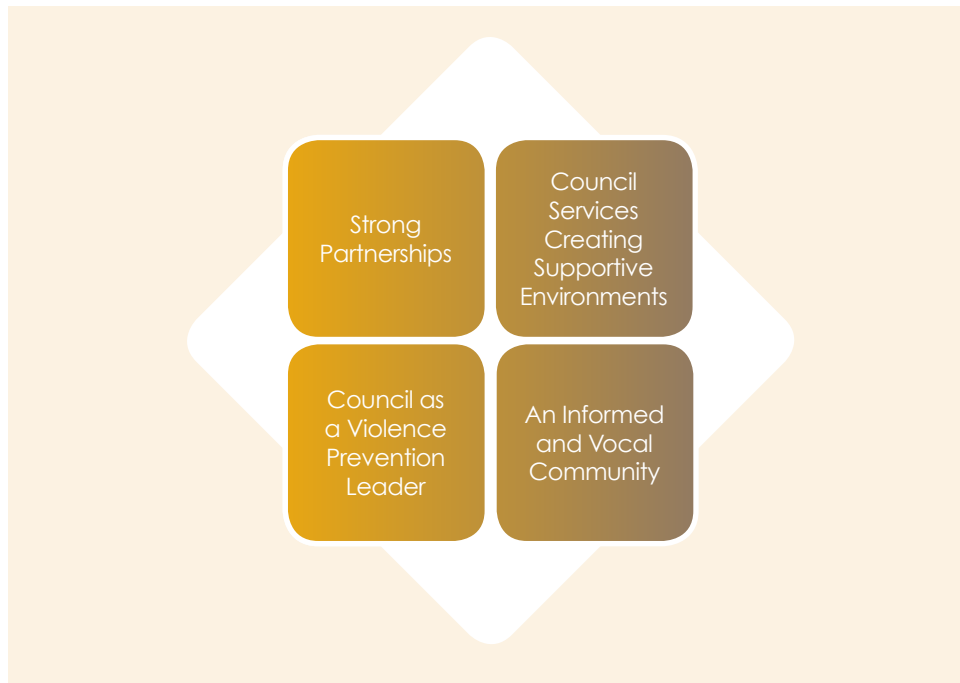 Strong
Partnerships
Council
Services
Creating
Supportive
Environments
Council as
a Violence
Prevention
Leader
An Informed
and Vocal
Community